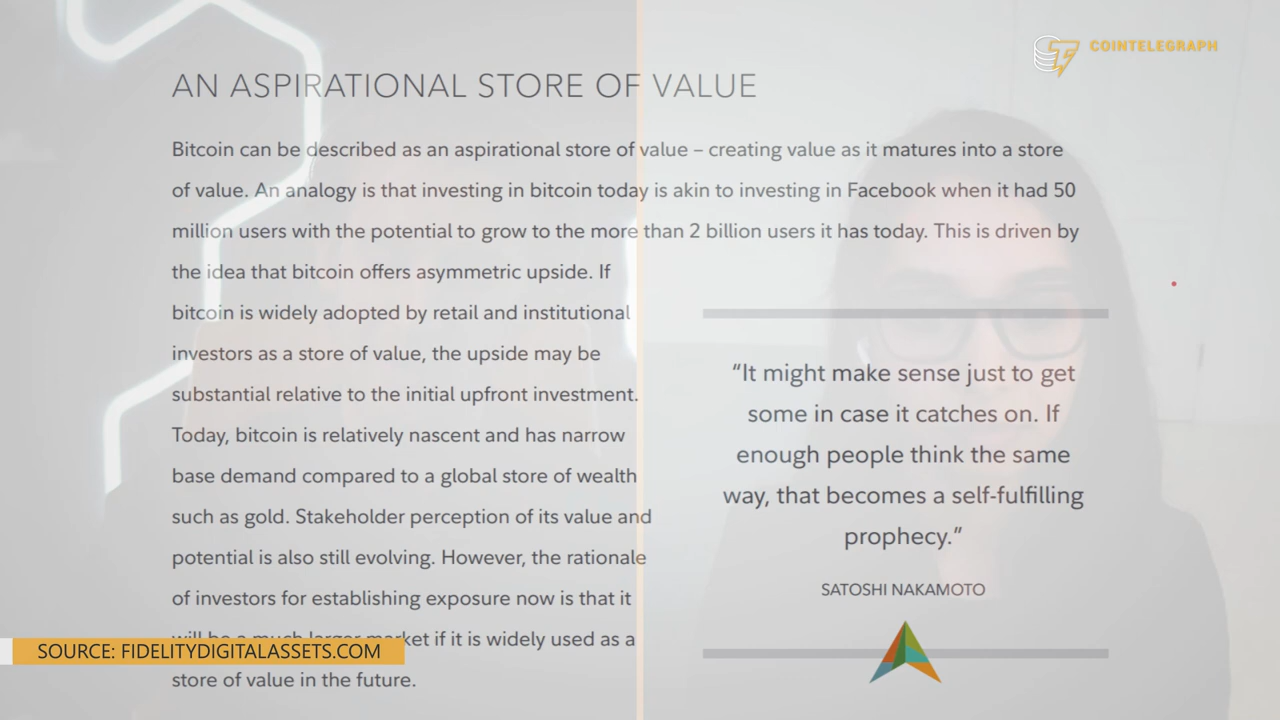 COINTELEGRAPH
AN ASPIRATIONAL STORE OF VALUE
Bitcoin can be described as an aspirational store of value – creating value as it matures into a store
of value. An analogy is that investing in bitcoin today is akin to investing in Facebook when it had 50
million users with the potential to grow to the more than 2 billion users it has today. This is driven by
the idea that bitcoin offers asymmetric upside. If
bitcoin is widely adopted by retail and institutional
investors as a store of value, the upside may be
substantial relative to the initial upfront investment.
Today, bitcoin is relatively nascent and has narrow
base demand compared to a global store of wealth
such as gold. Stakeholder perception of its value and
potential is also still evolving. However, the rationale
of investors for establishing exposure now is that it
will be a much larger market if it is widely used as a
store of value in the future.
“It might make sense just to get
some in case it catches on. If
enough people think the same
way, that becomes a self-fulfilling
prophecy.”
SATOSHI NAKAMOTO
SOURCE: FIDELITYDIGITALASSETS.COM